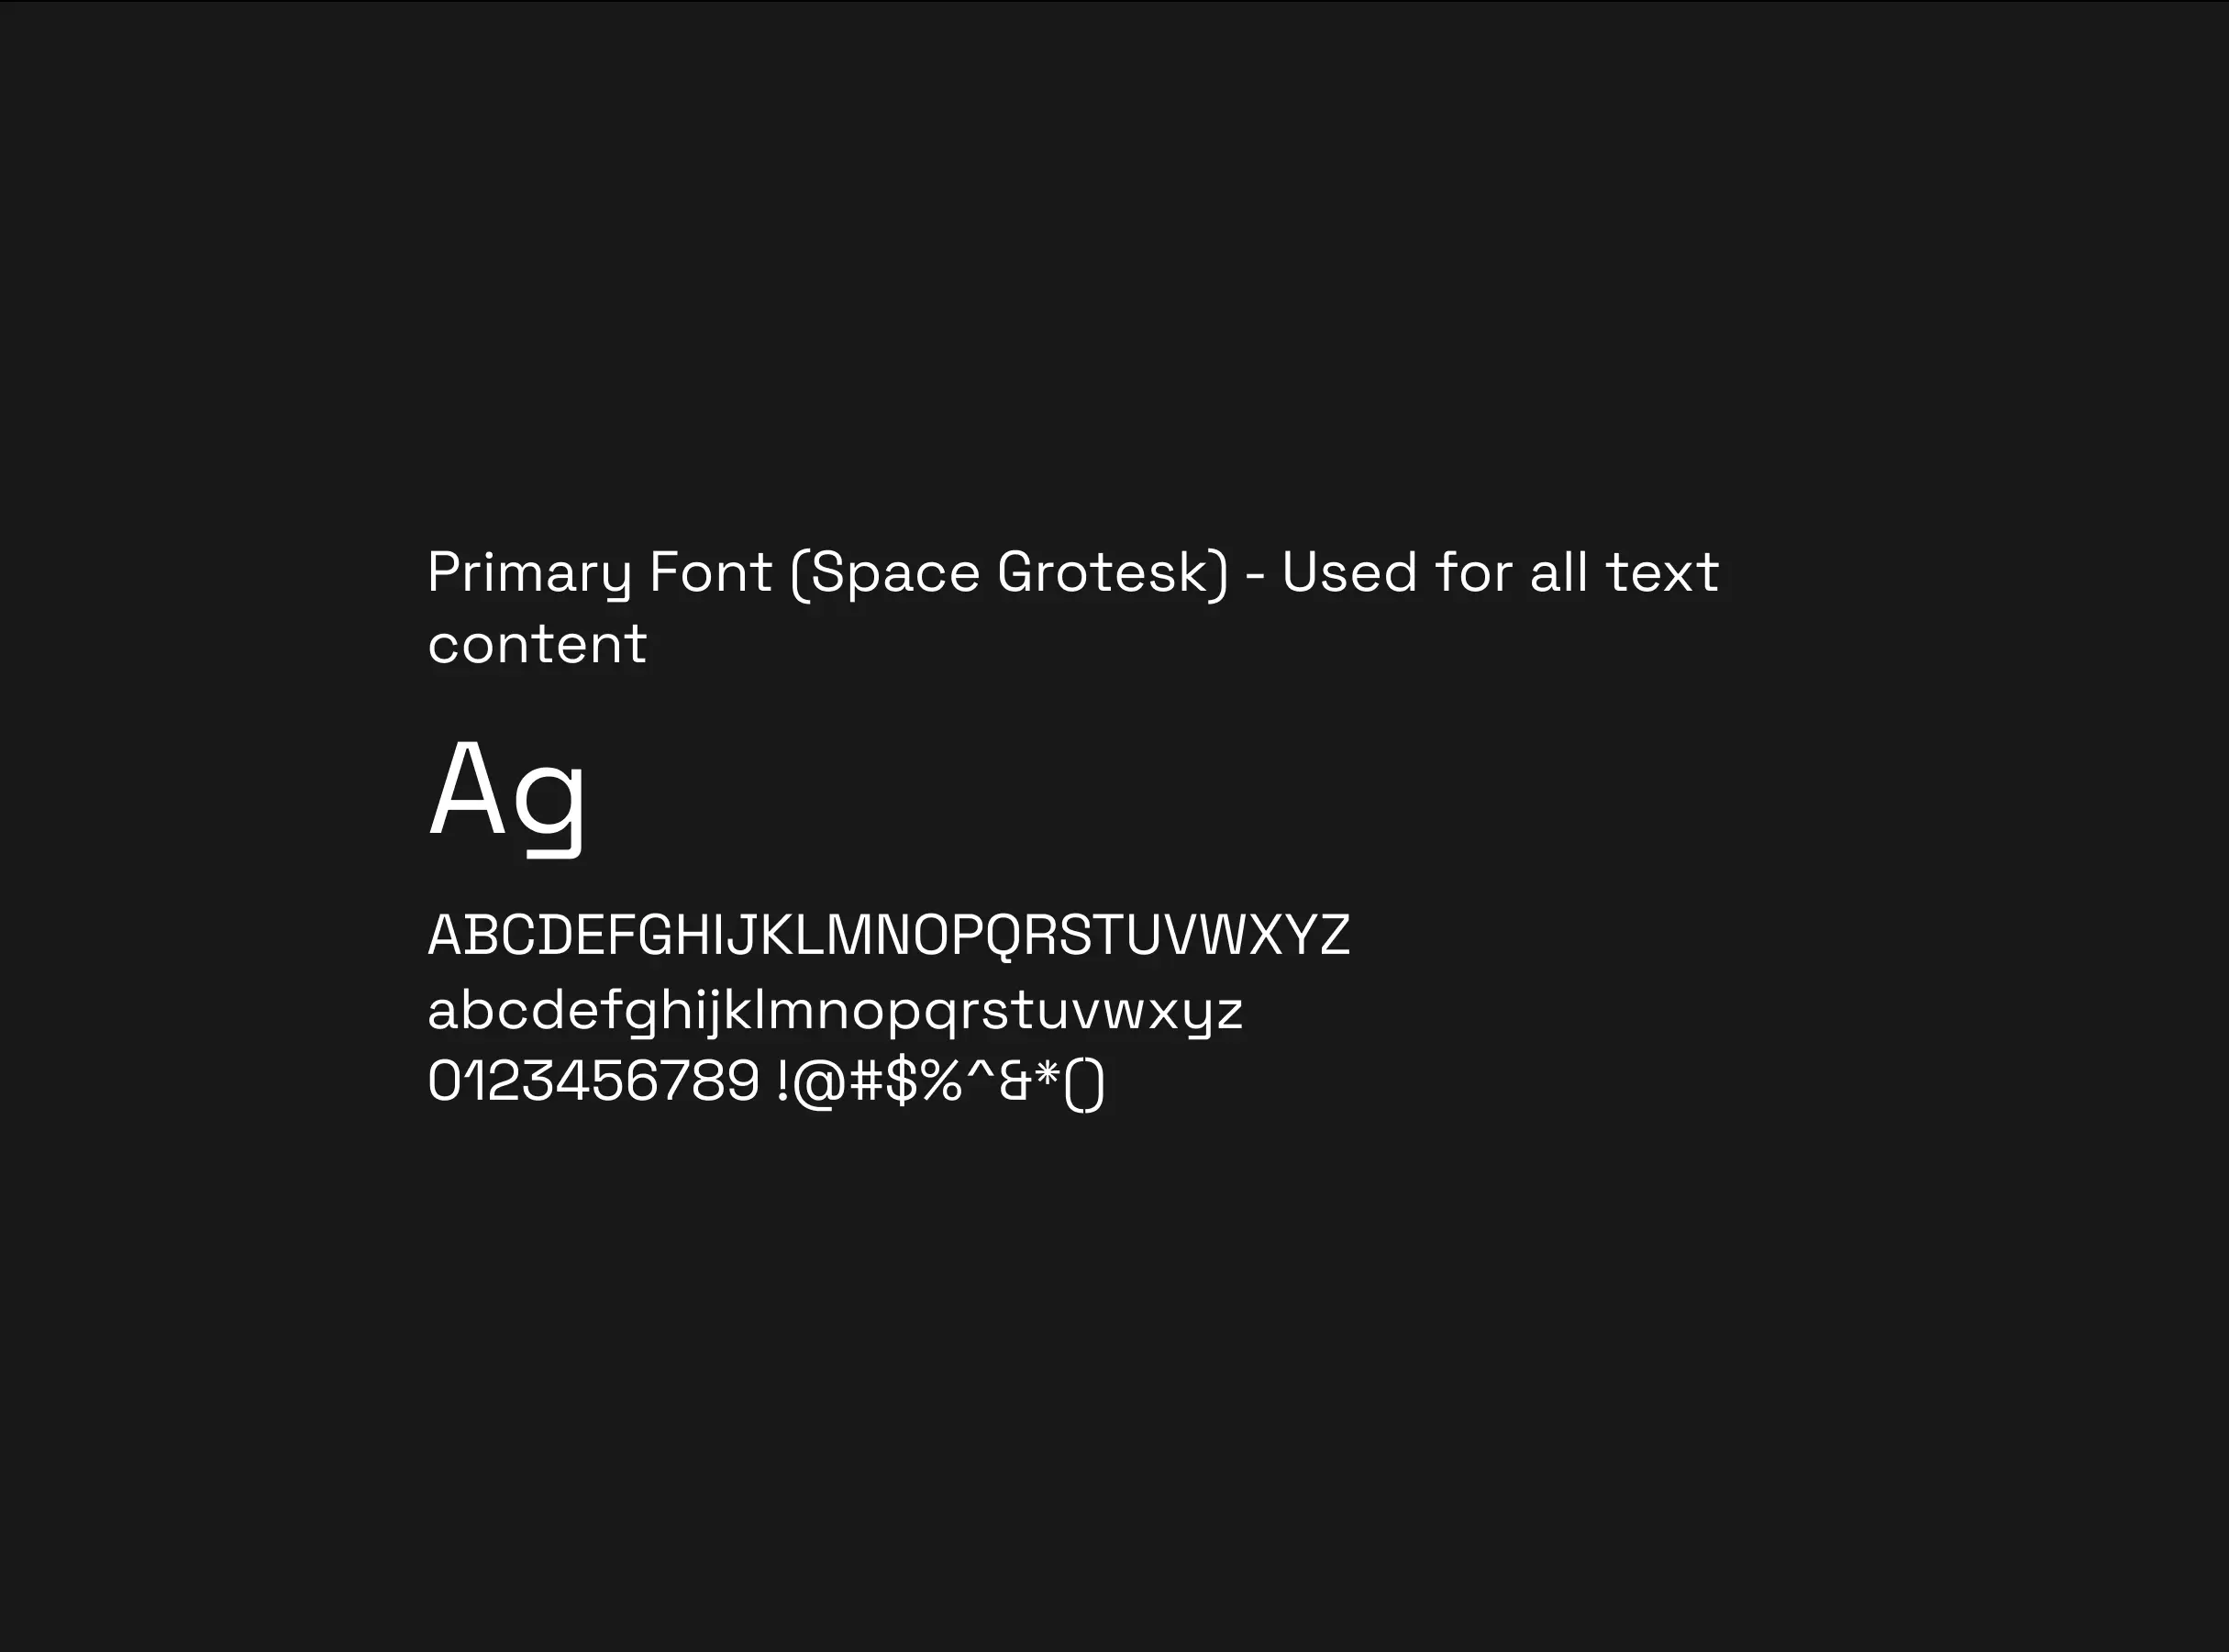 Primary Font (Space Grotesk) - Used for all text
content
Ag
ABCDEFGHIJKLMNOPQRSTUVWXYZ
abcdefghijklmnopqrstuvwxyz
0123456789 !@#$%^&*()